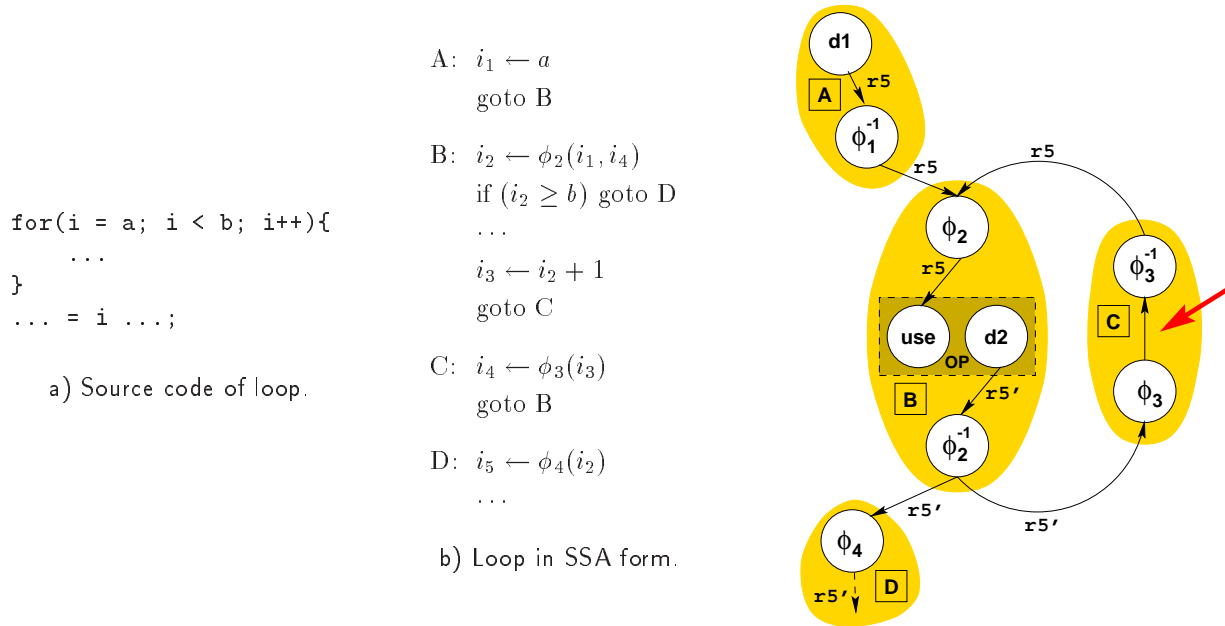 for(i = a; i < b; i++){
...
}
... = i ...;
a) Source code of loop.
A: i₁ ← a
goto B
B: i₂ ← ϕ₂(i₁, i₄)
if (i₂ ≥ b) goto D
...
i₃ ← i₂ + 1
goto C
C: i₄ ← ϕ₃(i₃)
goto B
D: i₅ ← ϕ₄(i₂)
...
b) Loop in SSA form.
d1
r5
A
ϕ₁⁻¹
r5
r5
ϕ₂
r5
ϕ₃⁻¹
use
d2
OP
C
B
r5'
ϕ₃
ϕ₂⁻¹
r5'
r5'
ϕ₄
D
r5'